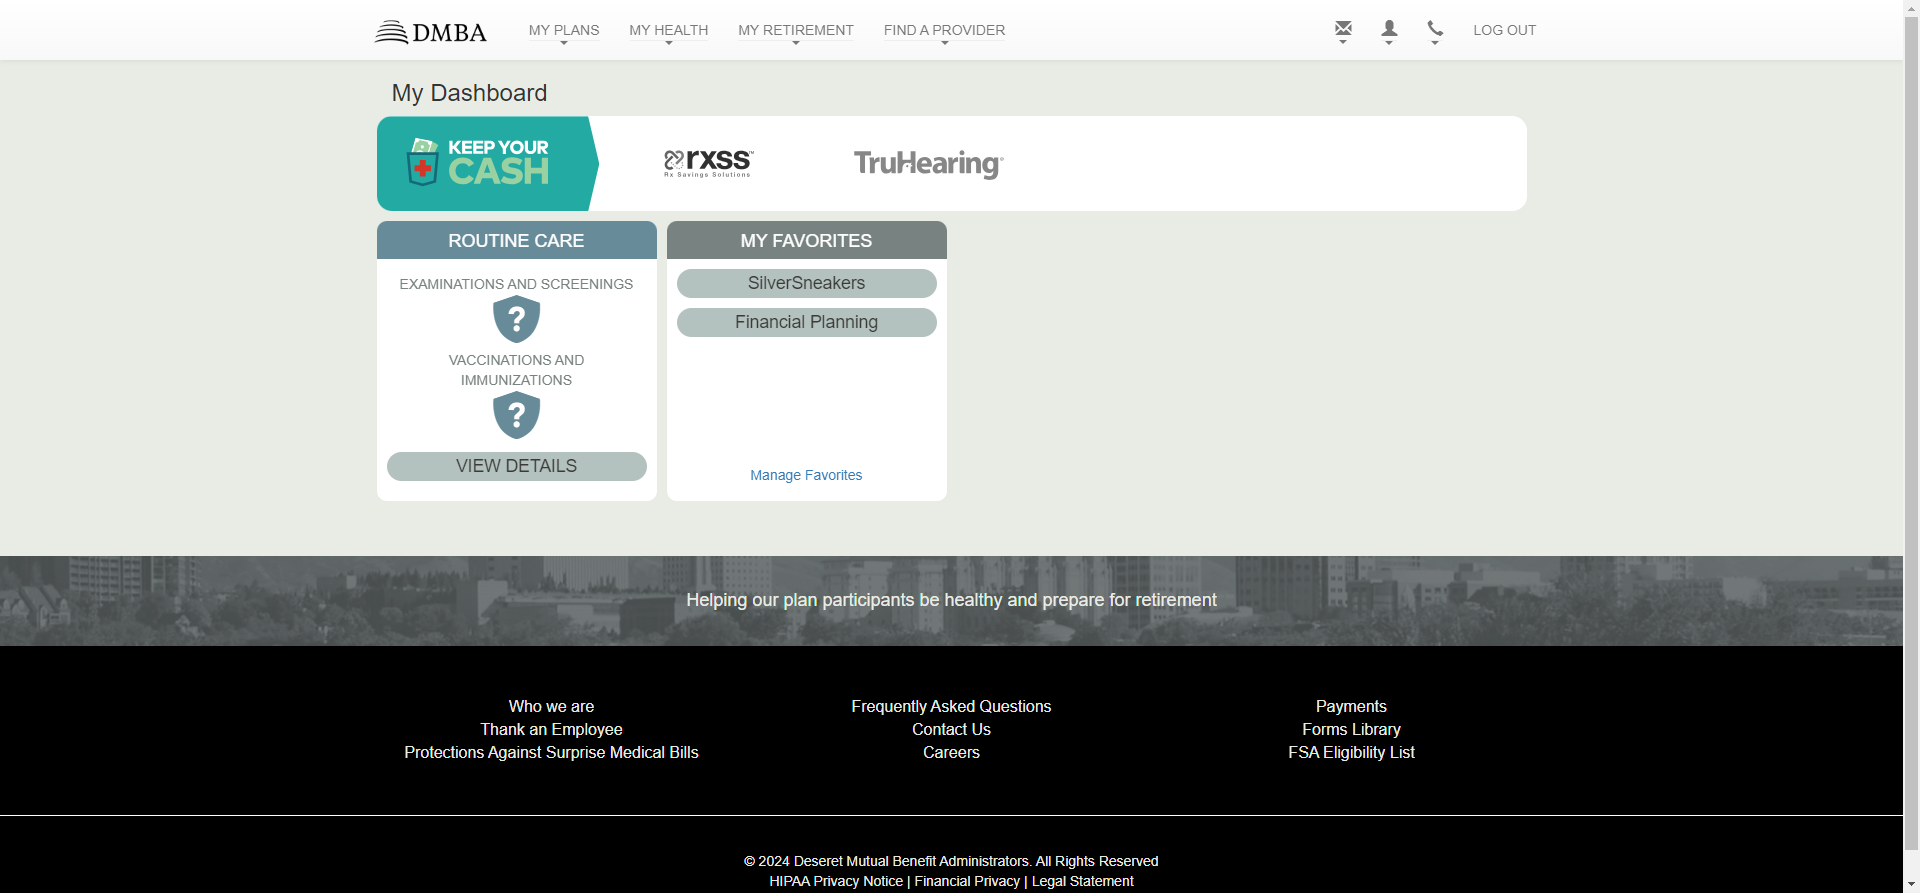 DMBA
MY PLANS
MY HEALTH
MY RETIREMENT
FIND A PROVIDER
LOG OUT
My Dashboard
KEEP YOUR
CASH
rxss™
Rx Savings Solutions
TruHearing®
ROUTINE CARE
EXAMINATIONS AND SCREENINGS
?
VACCINATIONS AND
IMMUNIZATIONS
?
VIEW DETAILS
MY FAVORITES
SilverSneakers
Financial Planning
Manage Favorites
Helping our plan participants be healthy and prepare for retirement
Who we are
Thank an Employee
Protections Against Surprise Medical Bills
Frequently Asked Questions
Contact Us
Careers
Payments
Forms Library
FSA Eligibility List
© 2024 Deseret Mutual Benefit Administrators. All Rights Reserved
HIPAA Privacy Notice | Financial Privacy | Legal Statement